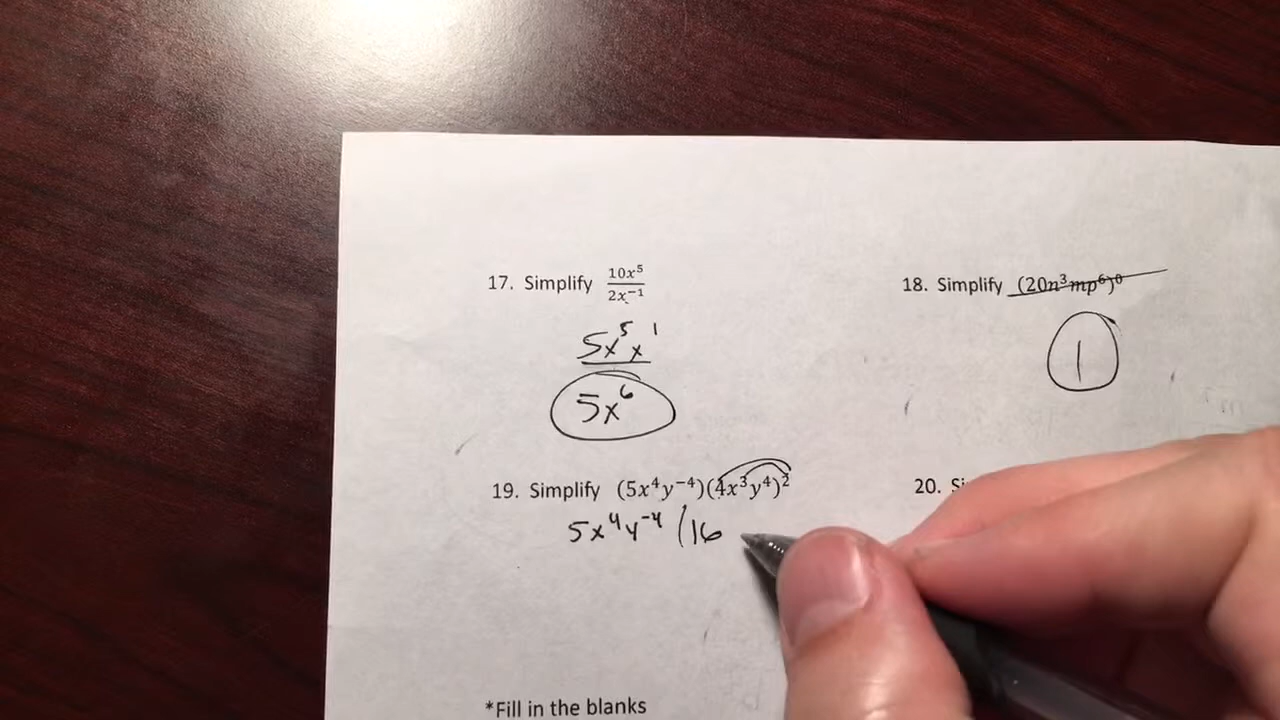 17. Simplify 10x⁵ / 2x⁻¹
5x⁵x¹
5x⁶
18. Simplify (20n³mp⁶)⁰
1
19. Simplify (5x⁴y⁻⁴)(4x³y⁴)²
5x⁴y⁻⁴(16
20.
*Fill in the blanks